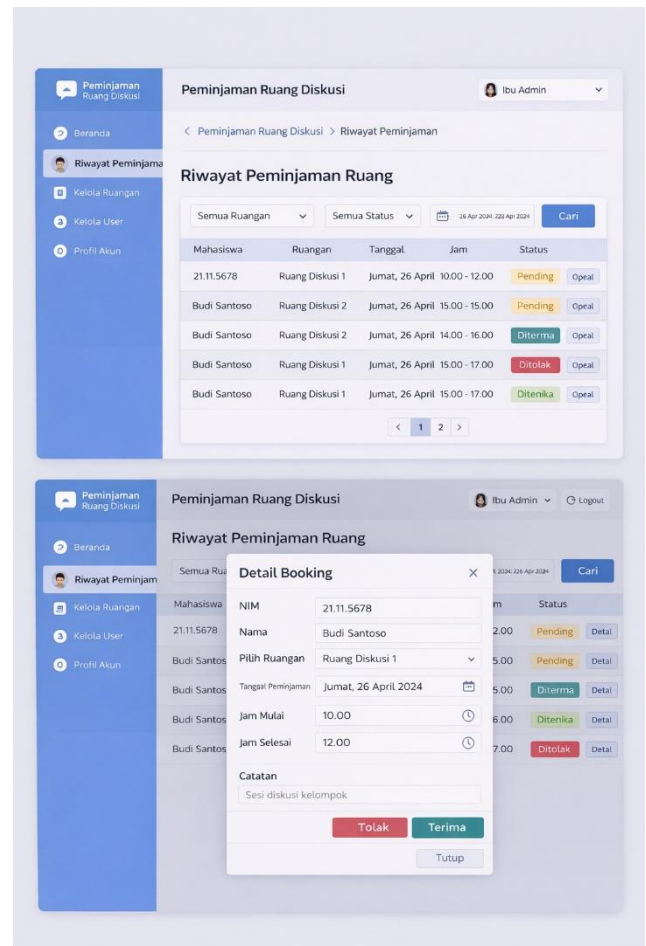 Peminjaman
Ruang Diskusi
Peminjaman Ruang Diskusi
Ibu Admin
Beranda
Riwayat Peminjama
Kelola Ruangan
Kelola User
Profil Akun
< Peminjaman Ruang Diskusi > Riwayat Peminjaman
Riwayat Peminjaman Ruang
Semua Ruangan Semua Status 26 Apr Cari
Mahasiswa Ruangan Tanggal Jam Status
21.11.5678 Ruang Diskusi 1 Jumat, 26 April 10.00 - 12.00 Pending Opeal
Budi Santoso Ruang Diskusi 2 Jumat, 26 April 15.00 - 15.00 Pending Opeal
Budi Santoso Ruang Diskusi 2 Jumat, 26 April 14.00 - 16.00 Diterma Opeal
Budi Santoso Ruang Diskusi 1 Jumat, 26 April 15.00 - 17.00 Ditolak Opeal
Budi Santoso Ruang Diskusi 1 Jumat, 26 April 15.00 - 17.00 Ditenika Opeal
< 1 2 >
Peminjaman
Ruang Diskusi
Peminjaman Ruang Diskusi
Ibu Admin
Logout
Beranda
Riwayat Peminjam
Kelola Ruangan
Kelola User
Profil Akun
Riwayat Peminjaman Ruang
Semua Rua Cari
Mahasiswa m Status
21.11.5678 2.00 Pending Detal
Budi Santos 5.00 Pending Detal
Budi Santos 5.00 Diterma Detal
Budi Santos 6.00 Ditenika Detal
Budi Santos 7.00 Ditolak Detal
Detail Booking ×
NIM 21.11.5678
Nama Budi Santoso
Pilih Ruangan Ruang Diskusi 1
Tanggal Peminjaman Jumat, 26 April 2024
Jam Mulai 10.00
Jam Selesai 12.00
Catatan
Sesi diskusi kelompok
Tolak Terima
Tutup